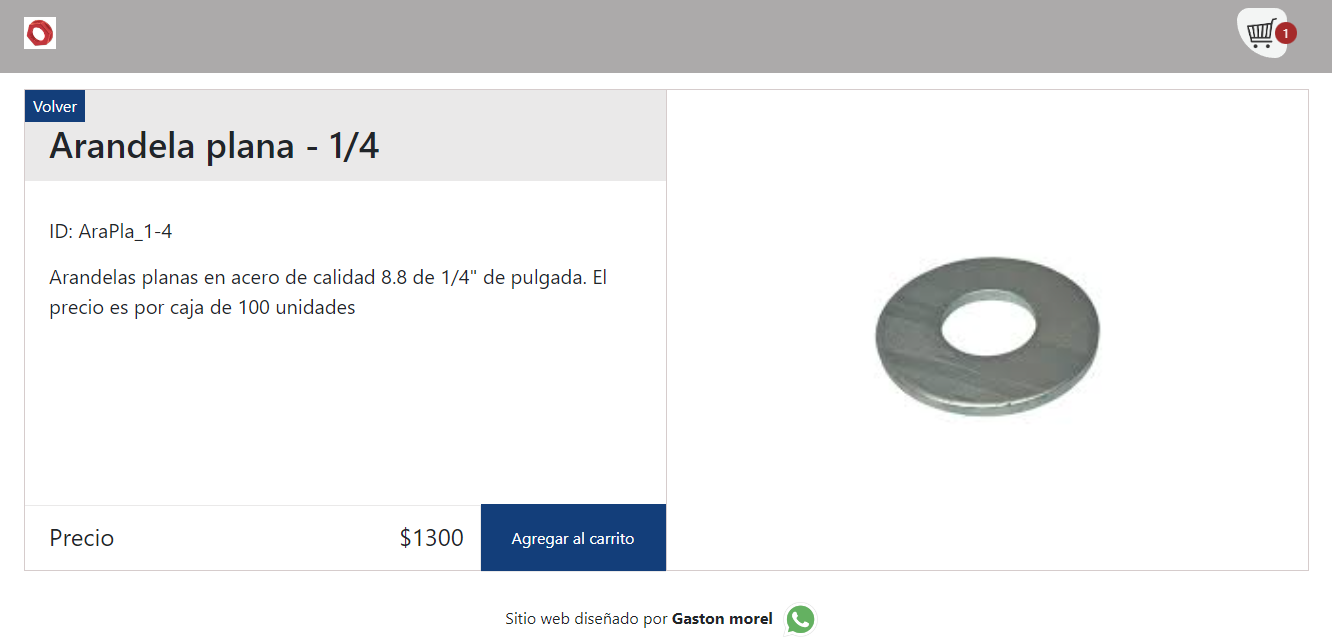 1
Volver
Arandela plana - 1/4
ID: AraPla_1-4
Arandelas planas en acero de calidad 8.8 de 1/4" de pulgada. El
precio es por caja de 100 unidades
Precio $1300 Agregar al carrito
Sitio web diseñado por Gaston morel